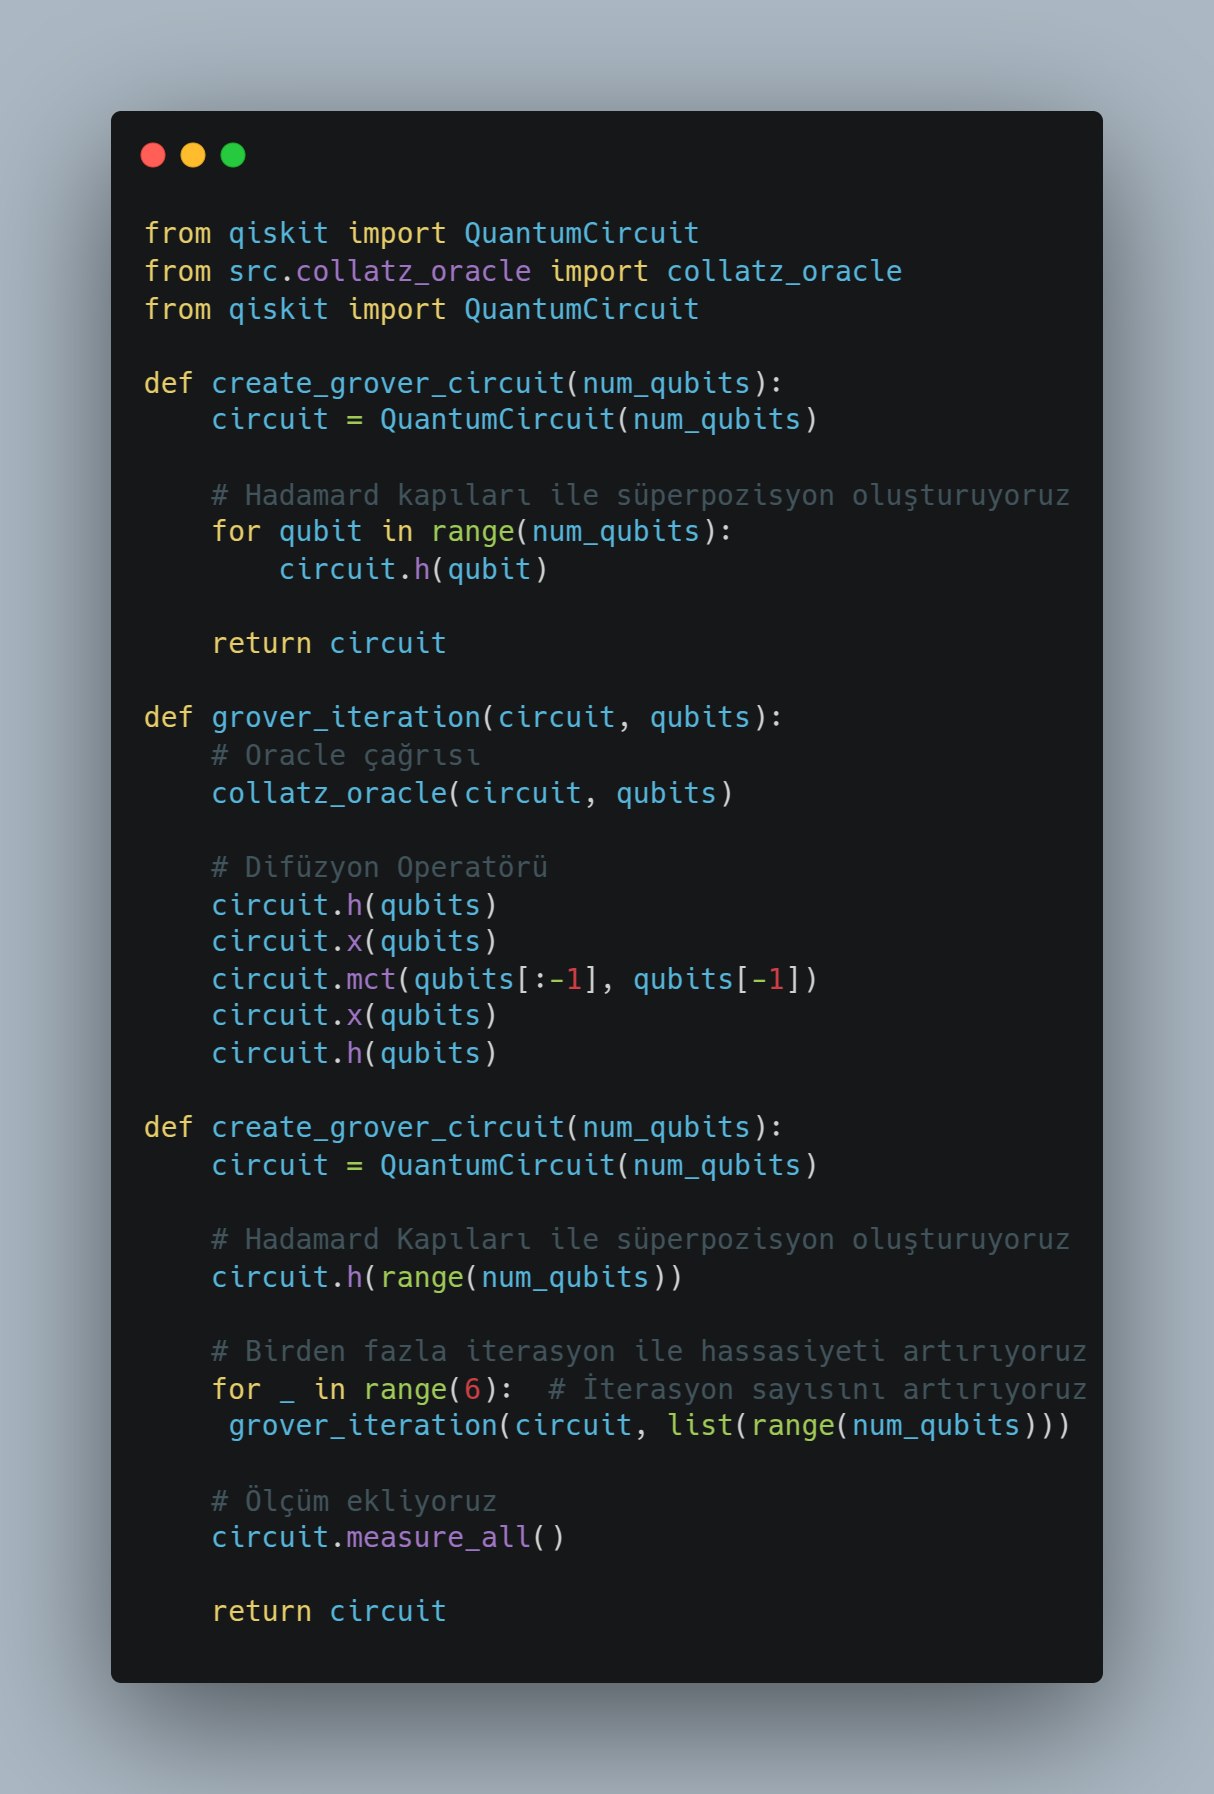 from qiskit import QuantumCircuit
from src.collatz_oracle import collatz_oracle
from qiskit import QuantumCircuit
def create_grover_circuit(num_qubits):
    circuit = QuantumCircuit(num_qubits)
    # Hadamard kapıları ile süperpozisyon oluşturuyoruz
    for qubit in range(num_qubits):
        circuit.h(qubit)
    return circuit
def grover_iteration(circuit, qubits):
    # Oracle çağrısı
    collatz_oracle(circuit, qubits)
    # Difüzyon Operatörü
    circuit.h(qubits)
    circuit.x(qubits)
    circuit.mct(qubits[:-1], qubits[-1])
    circuit.x(qubits)
    circuit.h(qubits)
def create_grover_circuit(num_qubits):
    circuit = QuantumCircuit(num_qubits)
    # Hadamard Kapıları ile süperpozisyon oluşturuyoruz
    circuit.h(range(num_qubits))
    # Birden fazla iterasyon ile hassasiyeti artırıyoruz
    for _ in range(6):  # İterasyon sayısını artırıyoruz
     grover_iteration(circuit, list(range(num_qubits)))
    # Ölçüm ekliyoruz
    circuit.measure_all()
    return circuit